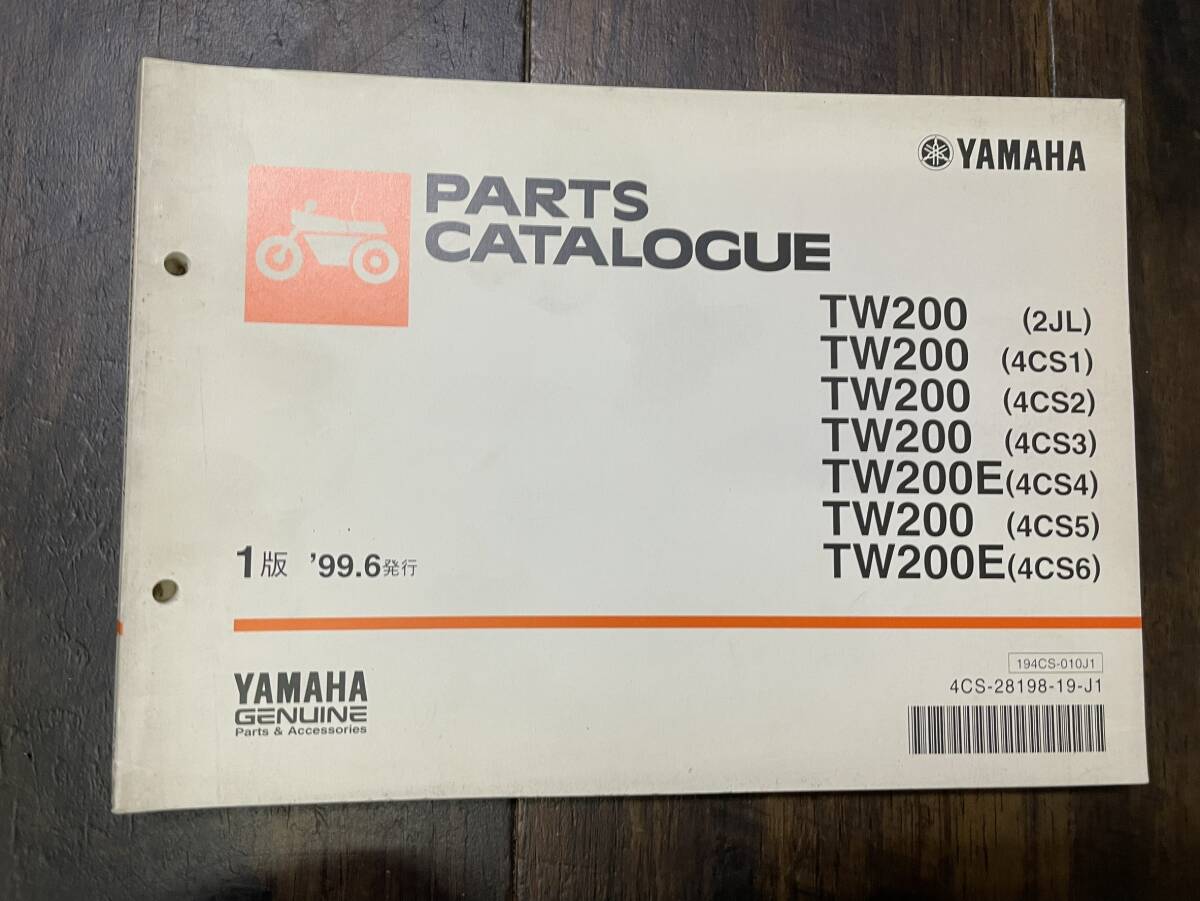 YAMAHA
PARTS
CATALOGUE
TW200 (2JL)
TW200 (4CS1)
TW200 (4CS2)
TW200 (4CS3)
TW200E(4CS4)
TW200 (4CS5)
TW200E(4CS6)
1版 ’99.6発行
194CS-010J1
4CS-28198-19-J1
YAMAHA
GENUINE
Parts & Accessories